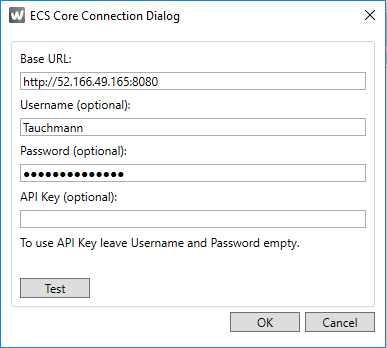 W ECS Core Connection Dialog
Base URL:
http://52.166.49.165:8080
Username (optional):
Tauchmann
Password (optional):
●●●●●●●●●●●●●●
API Key (optional):
To use API Key leave Username and Password empty.
Test
OK Cancel